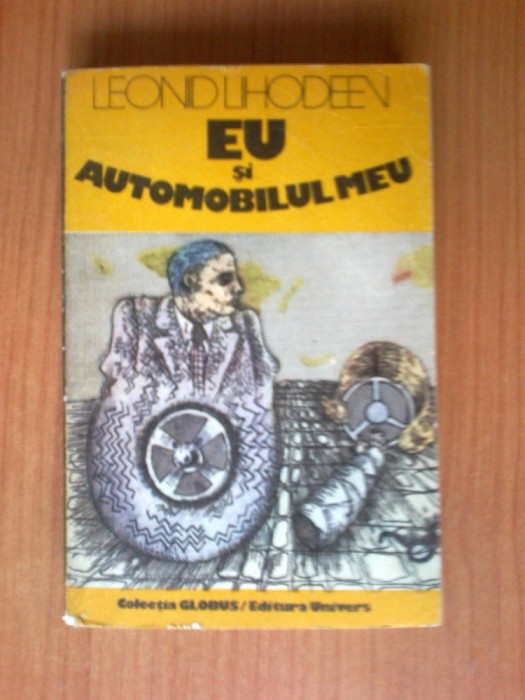 LEONID LIHODEEV
EU
și
AUTOMOBILUL MEU
Colecția GLOBUS/Editura Univers